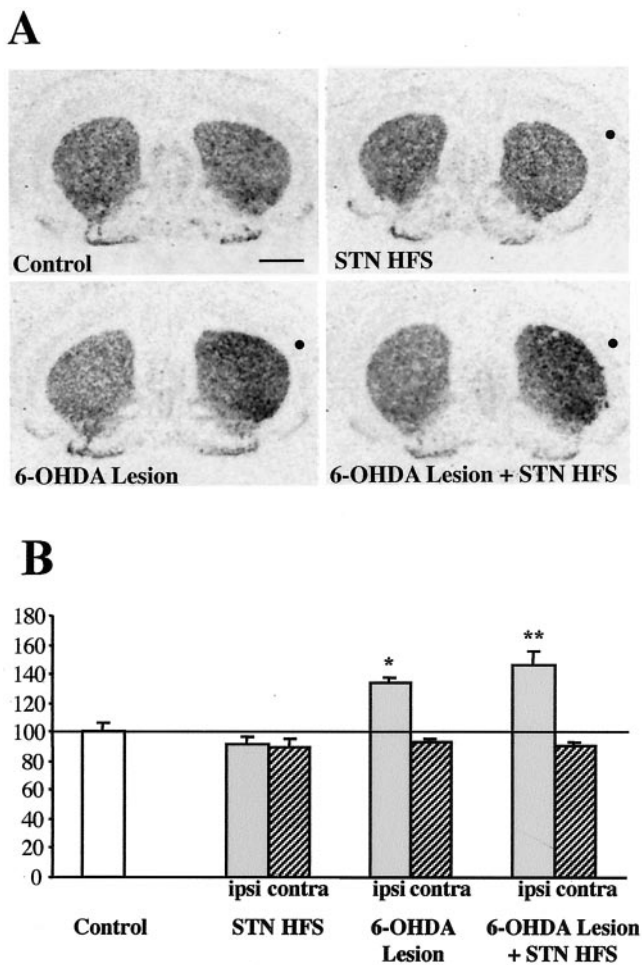 A
Control
STN HFS
6-OHDA Lesion
6-OHDA Lesion + STN HFS
B
180
160
140
120
100
80
60
40
20
0
*
**
ipsi contra
ipsi contra
ipsi contra
Control
STN HFS
6-OHDA
Lesion
6-OHDA Lesion
+ STN HFS